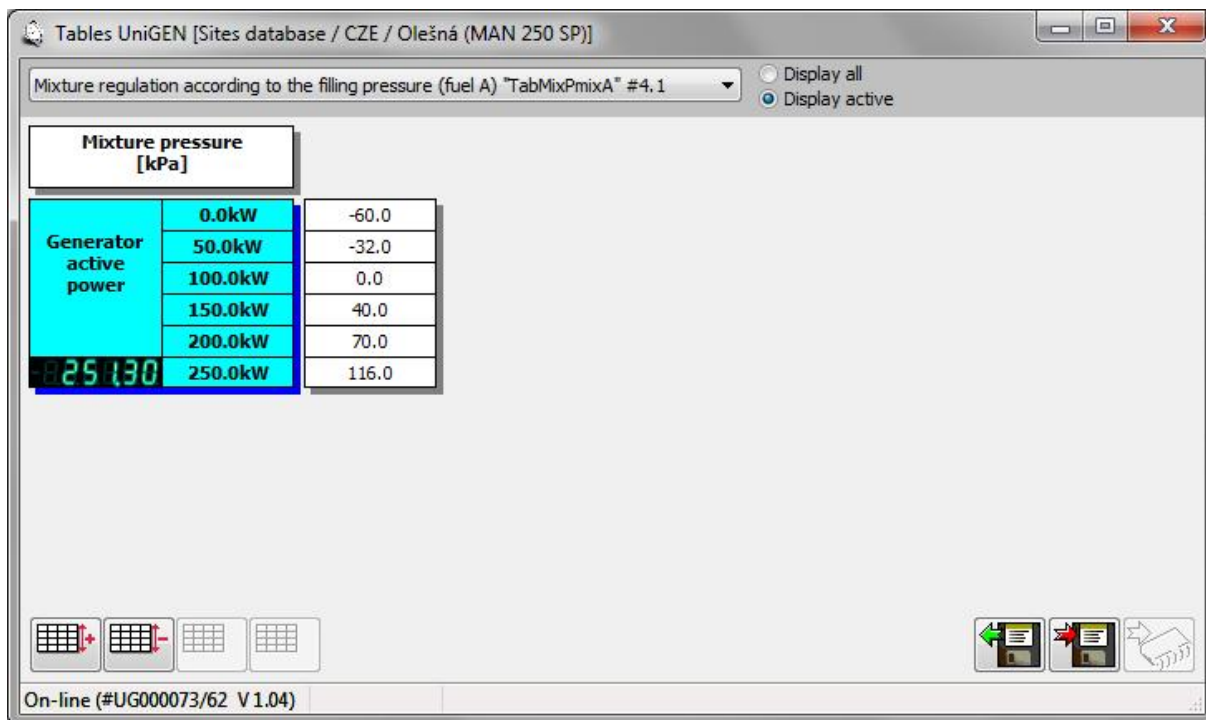 Tables UniGEN [Sites database / CZE / Olešná (MAN 250 SP)]
Mixture regulation according to the filling pressure (fuel A) "TabMixPmixA" #4.1
Display all
Display active
Mixture pressure
[kPa]
Generator
active
power
0.0kW -60.0
50.0kW -32.0
100.0kW 0.0
150.0kW 40.0
200.0kW 70.0
251,30 250.0kW 116.0
On-line (#UG000073/62 V 1.04)